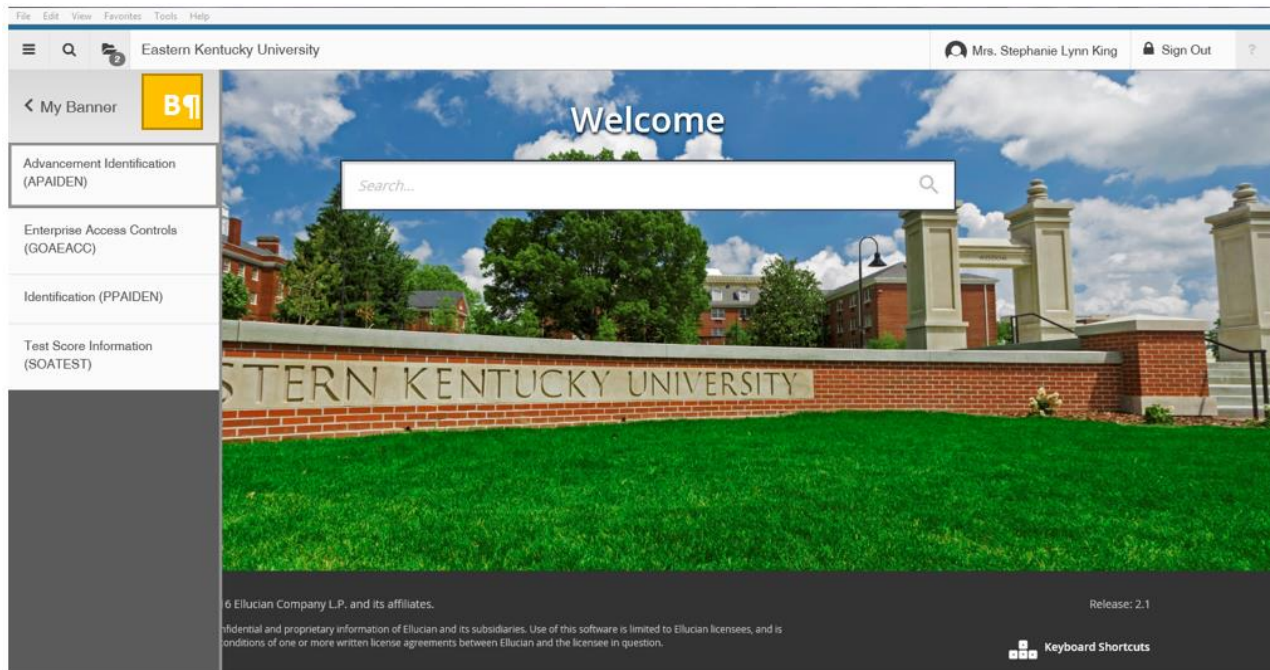 File Edit View Favorites Tools Help
2 Eastern Kentucky University Mrs. Stephanie Lynn King Sign Out ?
My Banner B¶
Advancement Identification
(APAIDEN)
Enterprise Access Controls
(GOAEACC)
Identification (PPAIDEN)
Test Score Information
(SOATEST)
Welcome
Search...
STERN KENTUCKY UNIVERSITY
6 Ellucian Company L.P. and its affiliates.
nfidential and proprietary information of Ellucian and its subsidiaries. Use of this software is limited to Ellucian licensees, and is
onditions of one or more written license agreements between Ellucian and the licensee in question.
Release: 2.1
Keyboard Shortcuts